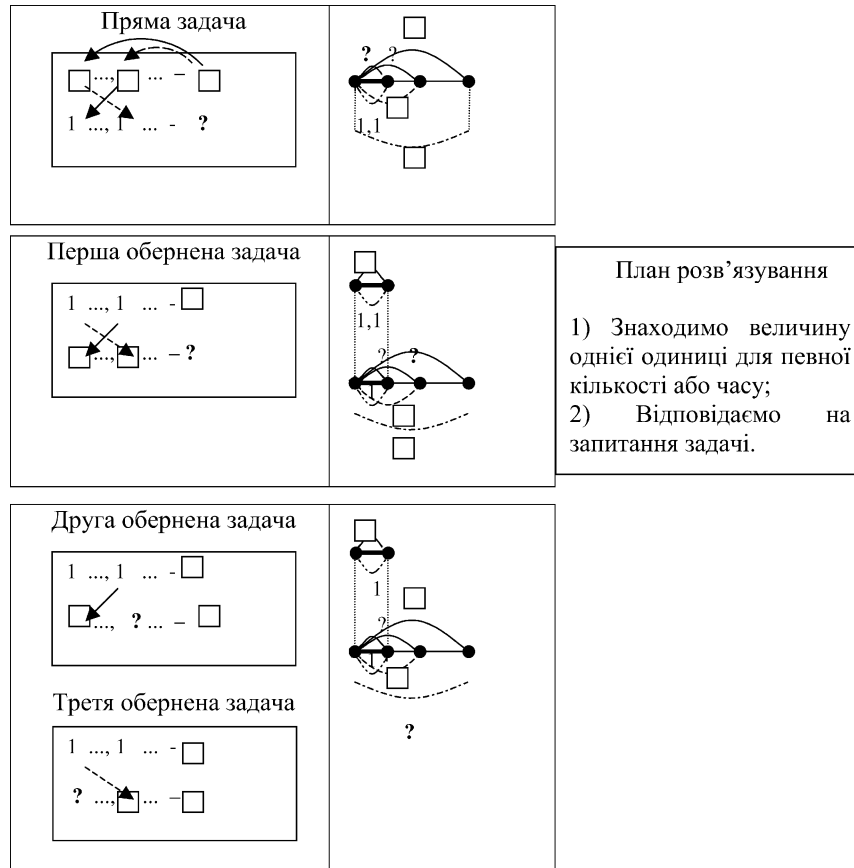 Пряма задача
□ ..., □ ... – □
1 ..., 1 ... - ?
? ?
□
□
1,1
□
Перша обернена задача
1 ..., 1 ... - □
□ ..., □ ... – ?
□
1,1
? ?
1
□
□
План розв’язування
1) Знаходимо величину
однієї одиниці для певної
кількості або часу;
2) Відповідаємо на
запитання задачі.
Друга обернена задача
1 ..., 1 ... - □
□ ..., ? ... – □
Третя обернена задача
1 ..., 1 ... - □
? ..., □ ... – □
□
1
□
?
1
□
?